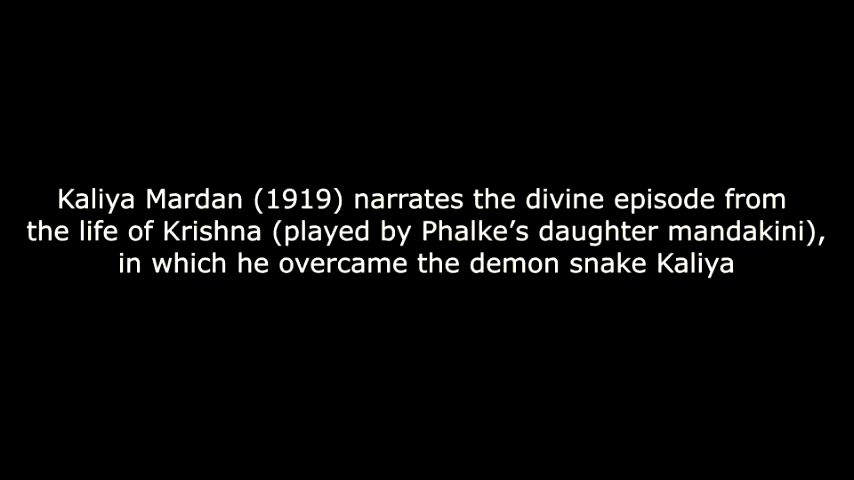 Kaliya Mardan (1919) narrates the divine episode from
the life of Krishna (played by Phalke’s daughter mandakini),
in which he overcame the demon snake Kaliya